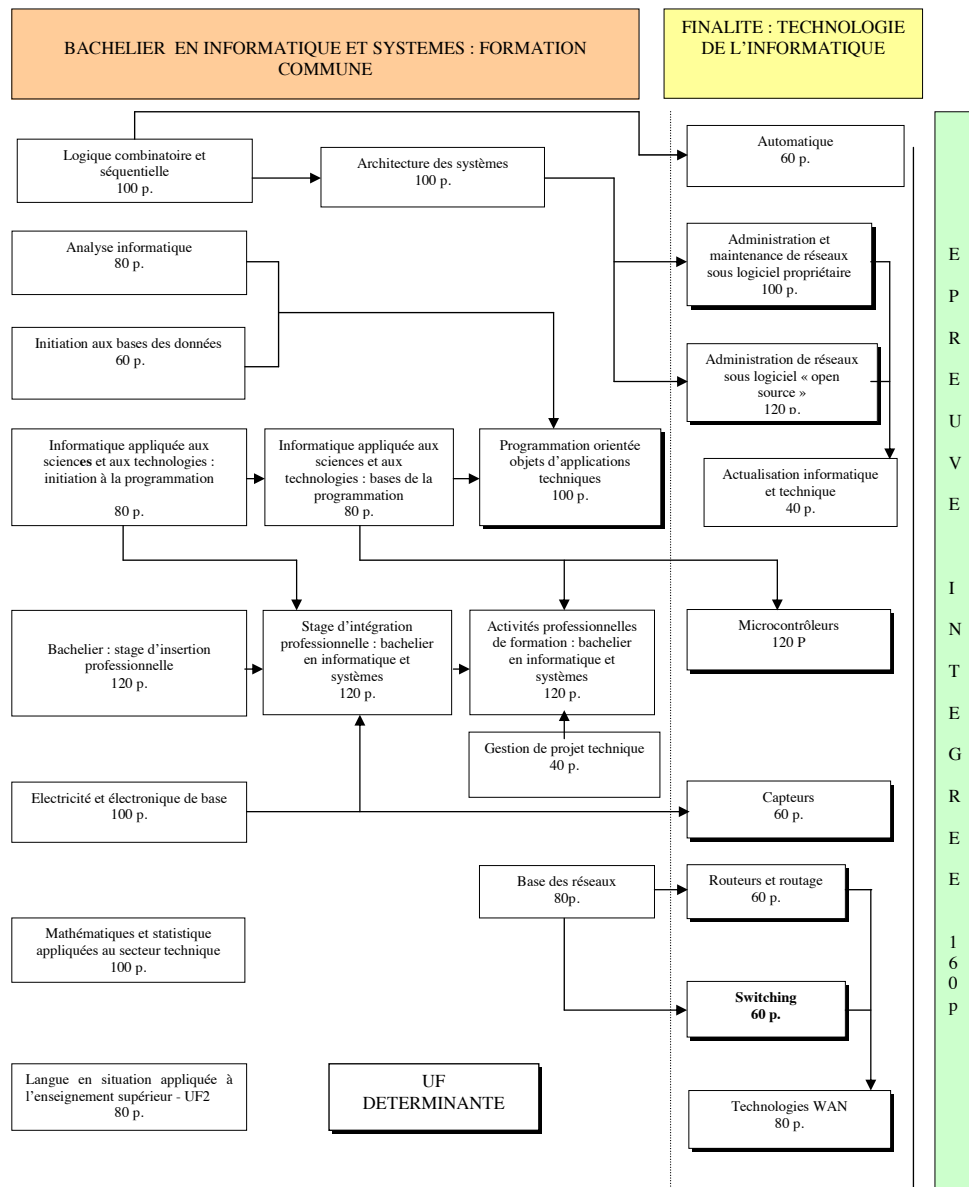 BACHELIER EN INFORMATIQUE ET SYSTEMES : FORMATION
COMMUNE
FINALITE : TECHNOLOGIE
DE L'INFORMATIQUE
Logique combinatoire et
séquentielle
100 p.
Architecture des systèmes
100 p.
Automatique
60 p.
Analyse informatique
80 p.
Administration et
maintenance de réseaux
sous logiciel propriétaire
100 p.
Initiation aux bases des données
60 p.
Administration de réseaux
sous logiciel « open
source »
120 p.
Informatique appliquée aux
sciences et aux technologies :
initiation à la programmation
80 p.
Informatique appliquée aux
sciences et aux
technologies : bases de la
programmation
80 p.
Programmation orientée
objets d'applications
techniques
100 p.
Actualisation informatique
et technique
40 p.
Bachelier : stage d'insertion
professionnelle
120 p.
Stage d'intégration
professionnelle : bachelier
en informatique et
systèmes
120 p.
Activités professionnelles
de formation : bachelier
en informatique et
systèmes
120 p.
Microcontrôleurs
120 P
Gestion de projet technique
40 p.
Electricité et électronique de base
100 p.
Capteurs
60 p.
Base des réseaux
80p.
Routeurs et routage
60 p.
Mathématiques et statistique
appliquées au secteur technique
100 p.
Switching
60 p.
Langue en situation appliquée à
l'enseignement supérieur - UF2
80 p.
UF
DETERMINANTE
Technologies WAN
80 p.
E
P
R
E
U
V
E
I
N
T
E
G
R
E
E
1
6
0
p